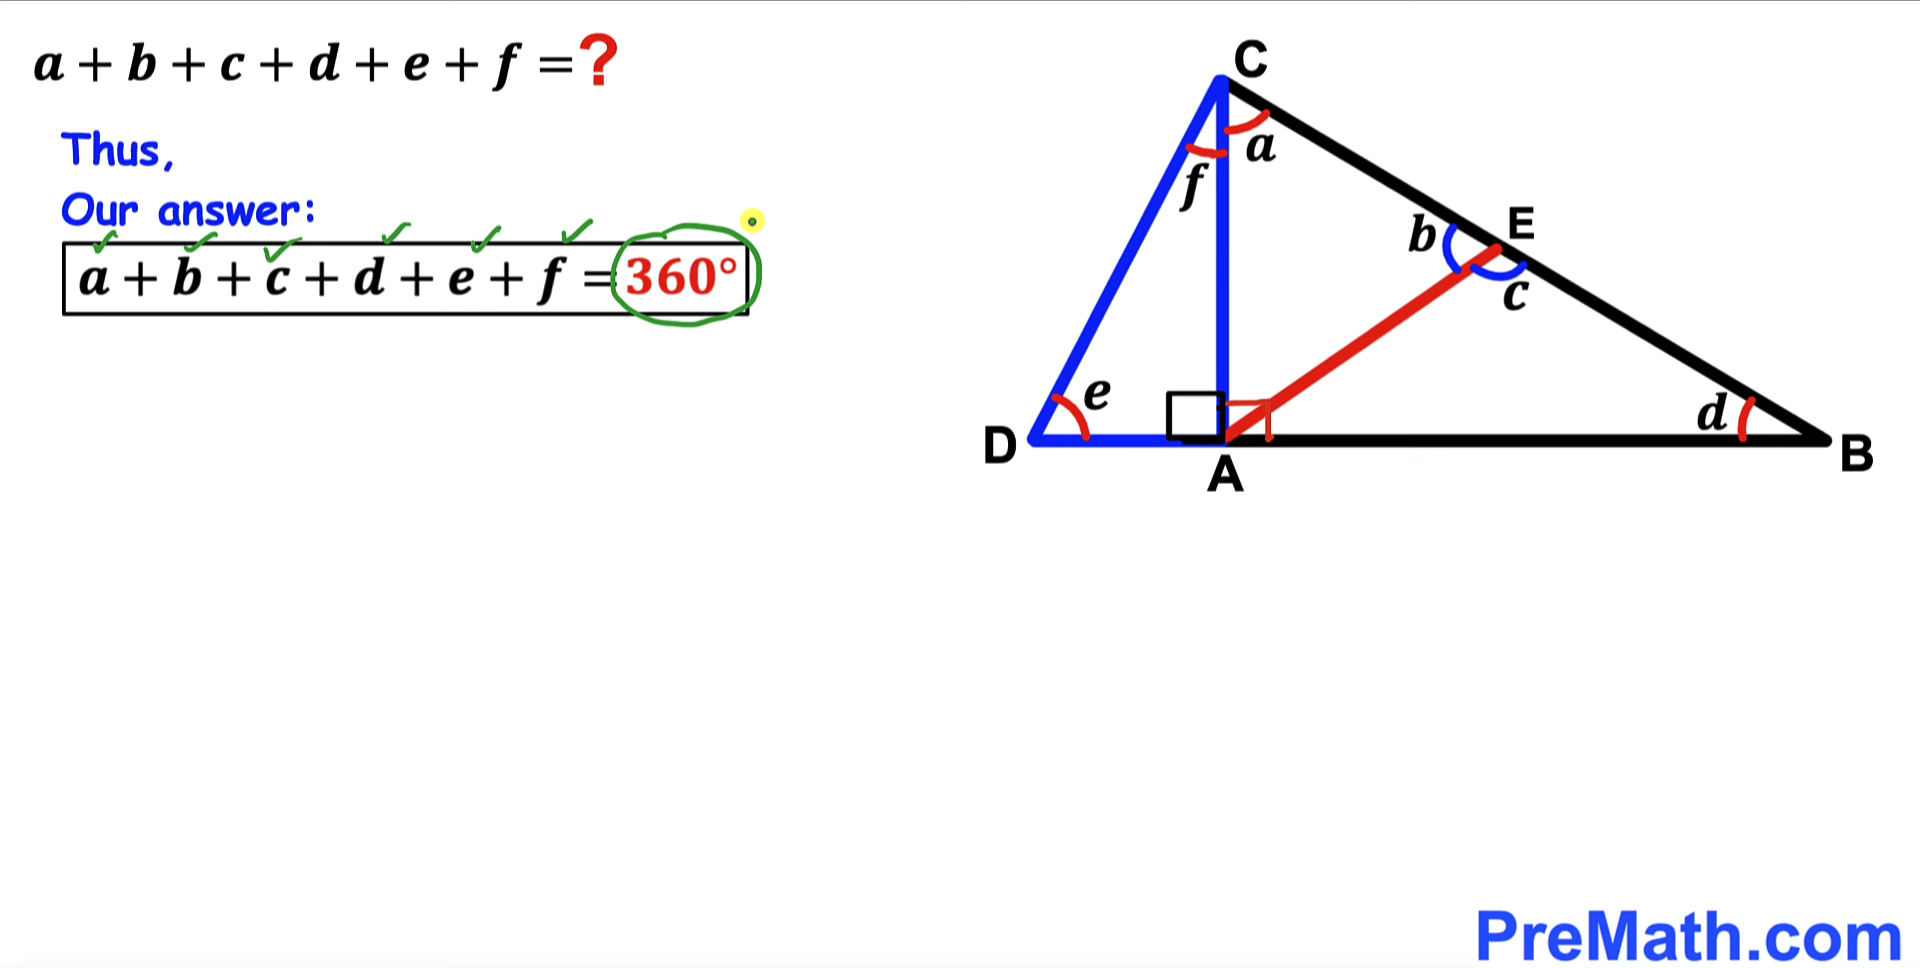 a + b + c + d + e + f = ?
Thus,
Our answer:
a + b + c + d + e + f = 360°
C
a
f
b
E
c
e
d
D
A
B
PreMath.com